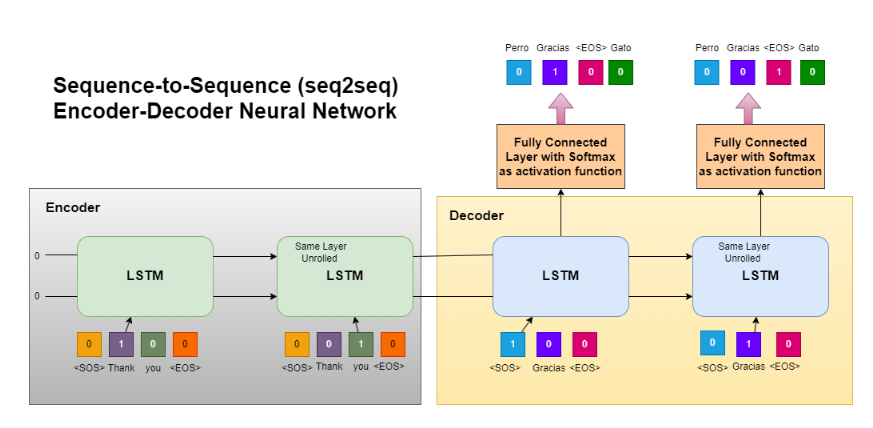 Sequence-to-Sequence (seq2seq)
Encoder-Decoder Neural Network
Perro Gracias <EOS> Gato
0 1 0 0
Fully Connected
Layer with Softmax
as activation function
Perro Gracias <EOS> Gato
0 0 1 0
Fully Connected
Layer with Softmax
as activation function
Encoder
0
0
LSTM
0 1 0 0
<SOS> Thank you <EOS>
Same Layer
Unrolled
LSTM
0 0 1 0
<SOS> Thank you <EOS>
Decoder
LSTM
1 0 0
<SOS> Gracias <EOS>
Same Layer
Unrolled
LSTM
0 1 0
<SOS> Gracias <EOS>